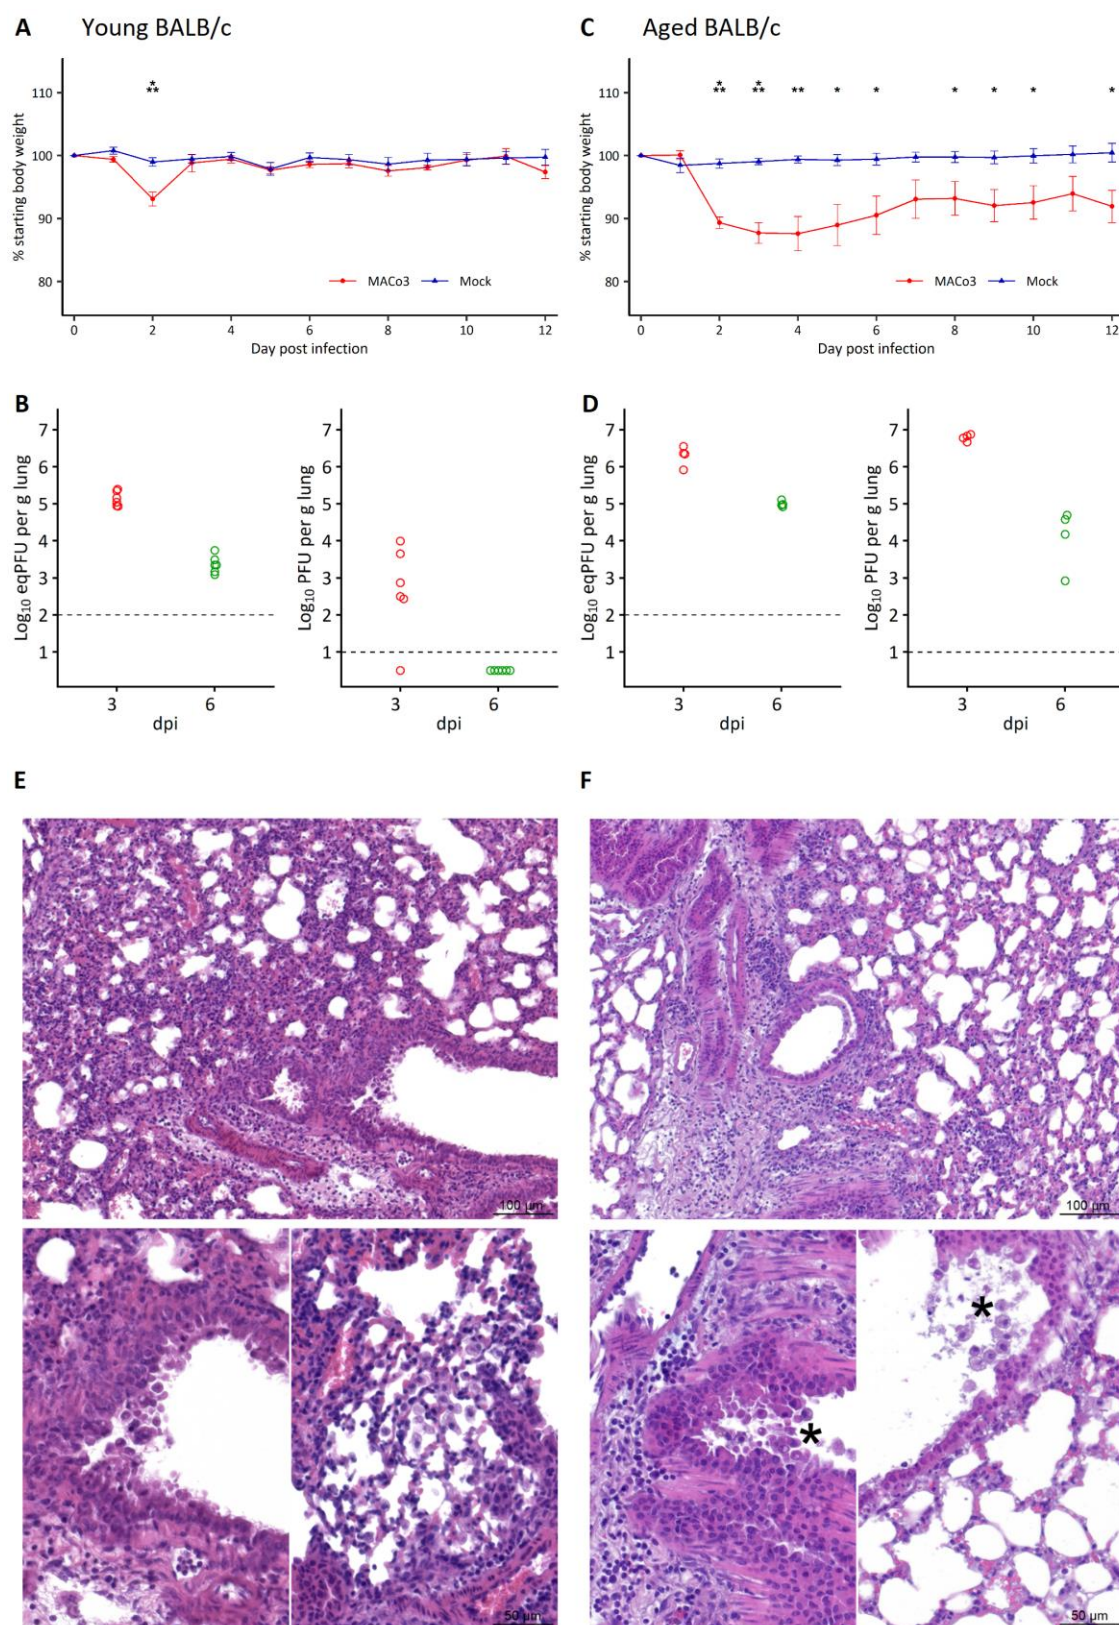 A Young BALB/c
% starting body weight
110
100
90
80
*
**
MACo3 Mock
0 2 4 6 8 10 12
Day post infection
C Aged BALB/c
% starting body weight
110
100
90
80
* * 
** ** ** * * * * * *
MACo3 Mock
0 2 4 6 8 10 12
Day post infection
B
Log10 eqPFU per g lung
7
6
5
4
3
2
1
3 6
dpi
Log10 PFU per g lung
7
6
5
4
3
2
1
3 6
dpi
D
Log10 eqPFU per g lung
7
6
5
4
3
2
1
3 6
dpi
Log10 PFU per g lung
7
6
5
4
3
2
1
3 6
dpi
E
100 µm
50 µm
F
100 µm
*
*
50 µm